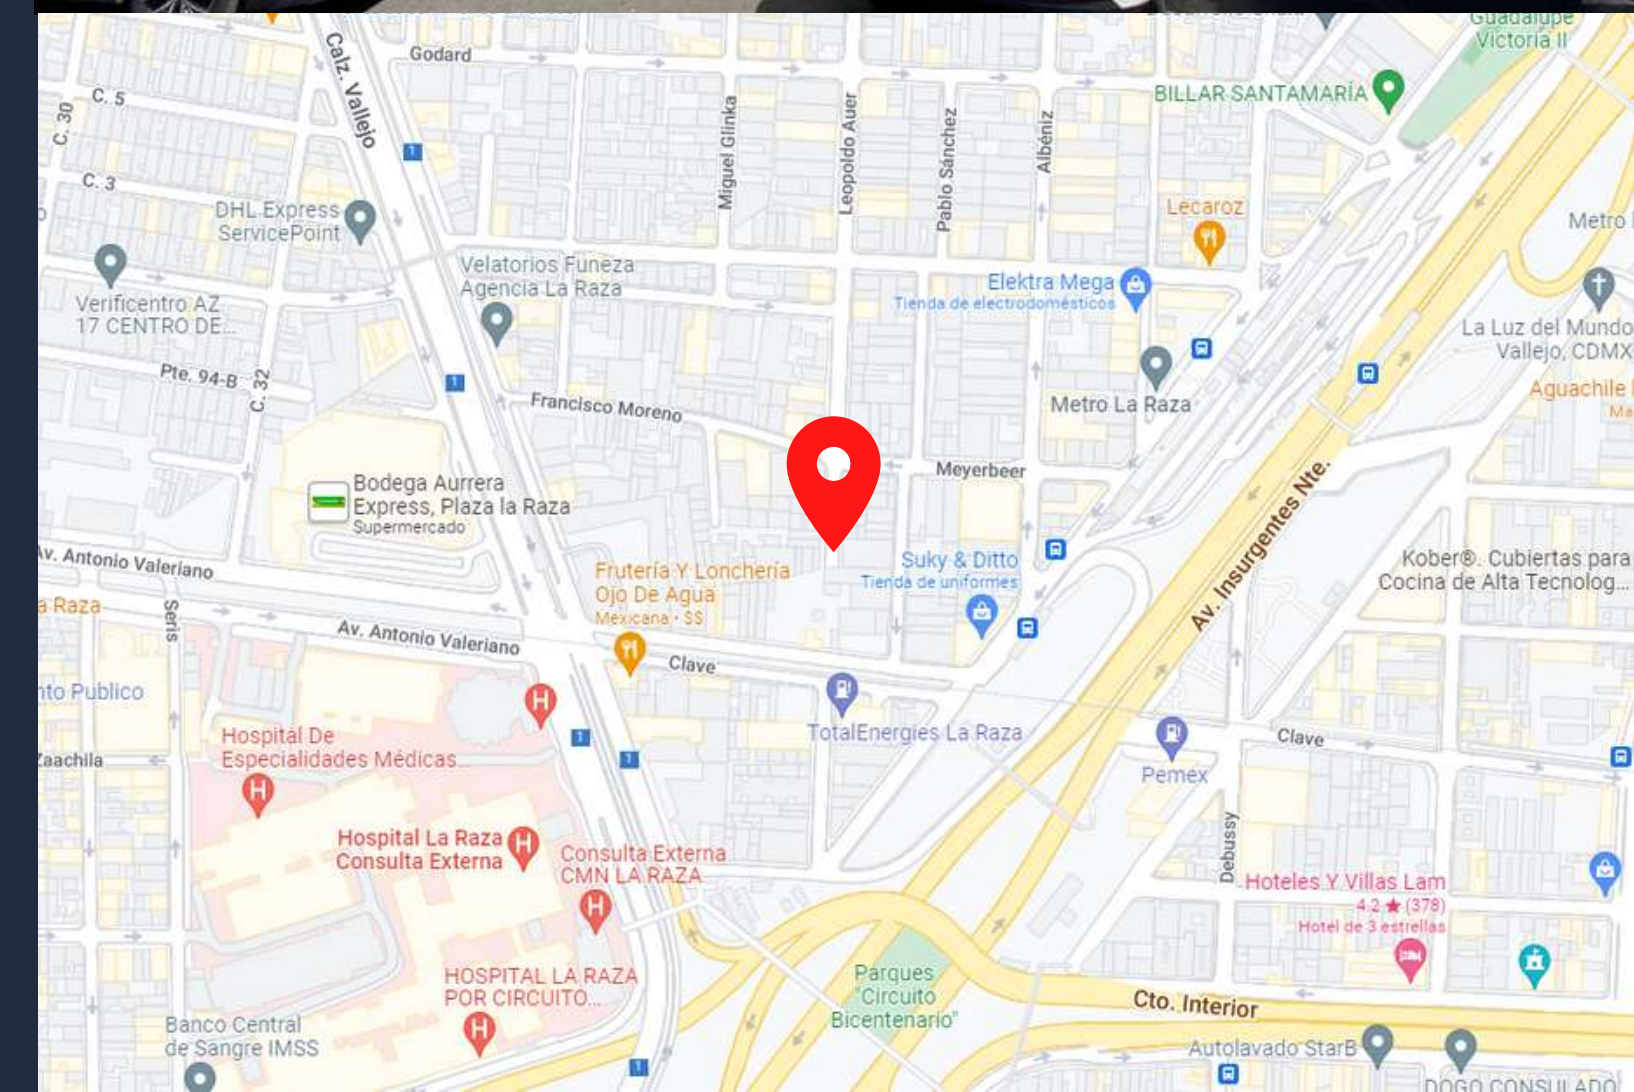 Guadalupe
Victoria II
Godard
Calz. Vallejo
C. 5
C. 30
BILLAR SANTAMARÍA
Miguel Glinka
Leopoldo Auer
Pablo Sánchez
Albéniz
C. 3
DHL Express
ServicePoint
Lecaroz
Metro
Velatorios Funeza
Agencia La Raza
Elektra Mega
Tienda de electrodomésticos
Verificentro AZ
17 CENTRO DE...
La Luz del Mundo
Vallejo, CDMX
Pte. 94-B
C. 32
Francisco Moreno
Metro La Raza
Aguachile
Meyerbeer
Bodega Aurrera
Express, Plaza la Raza
Supermercado
Av. Insurgentes Nte.
Av. Antonio Valeriano
Frutería Y Lonchería
Ojo De Agua
Mexicana · $$
Suky & Ditto
Tienda de uniformes
Kober®. Cubiertas para
Cocina de Alta Tecnolog...
a Raza
Seris
Av. Antonio Valeriano
Clave
nto Publico
TotalEnergies La Raza
Clave
Pemex
Hospital De
Especialidades Médicas...
Zaachila
Hospital La Raza
Consulta Externa
Consulta Externa
CMN LA RAZA
Debussy
Hoteles Y Villas Lam
4.2 ★ (378)
Hotel de 3 estrellas
HOSPITAL LA RAZA
POR CIRCUITO...
Parques
"Circuito
Bicentenario"
Cto. Interior
Banco Central
de Sangre IMSS
Autolavado StarB
DOGO CONSULADO